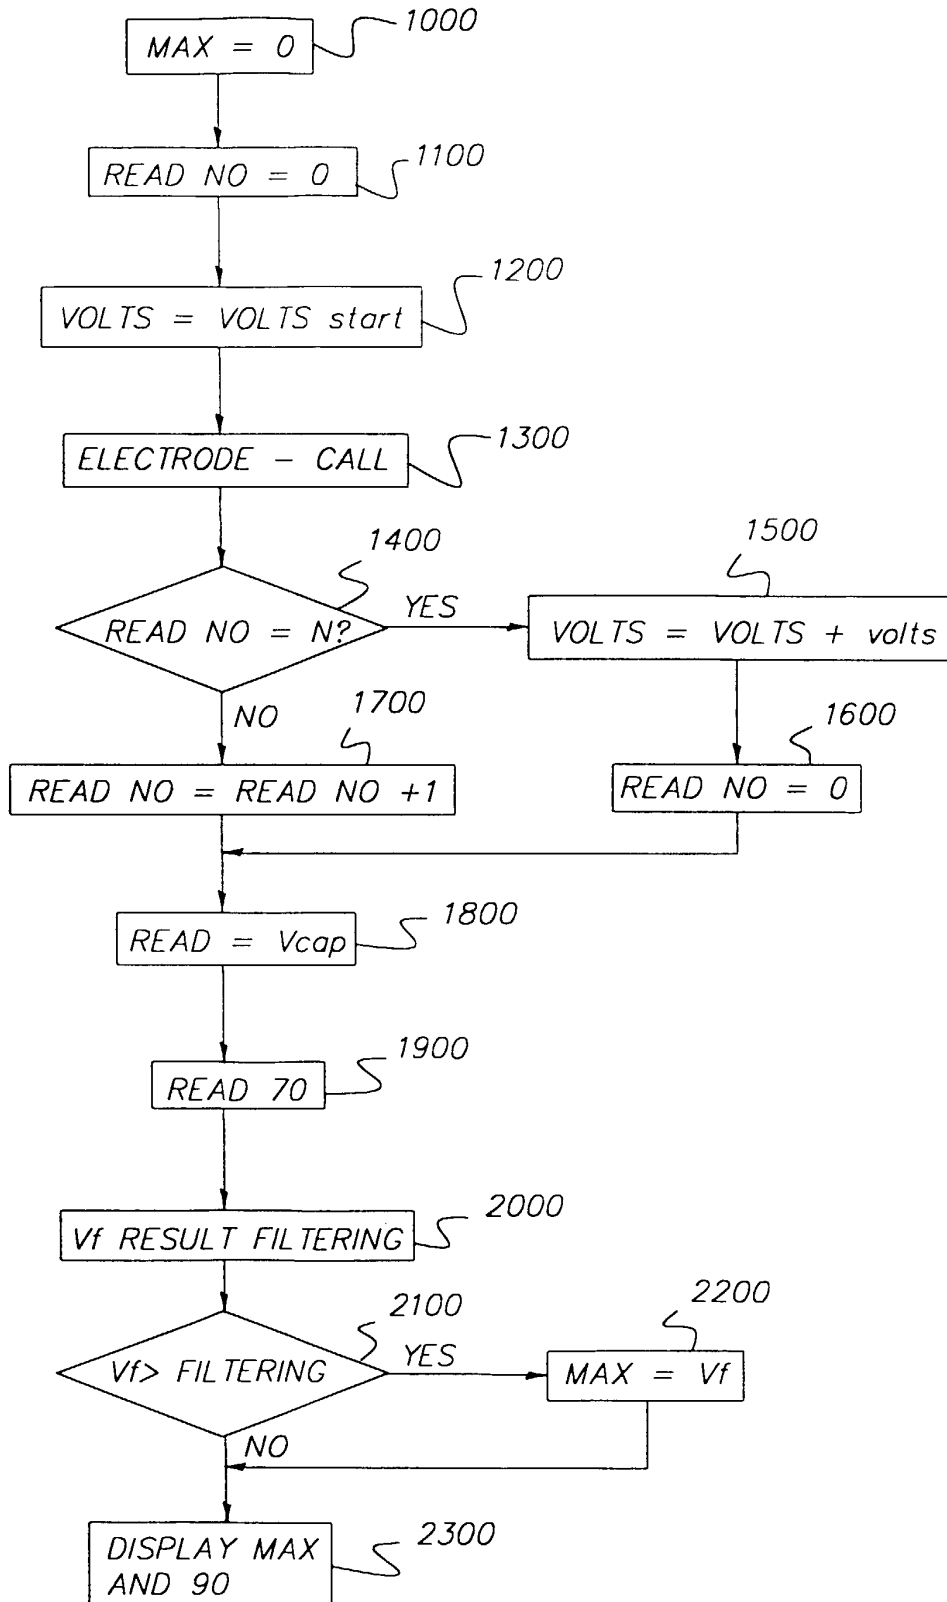 1000
MAX = 0
1100
READ NO = 0
1200
VOLTS = VOLTS start
1300
ELECTRODE - CALL
1400
READ NO = N?
YES
1500
VOLTS = VOLTS + volts
NO
1700
READ NO = READ NO +1
1600
READ NO = 0
1800
READ = Vcap
1900
READ 70
2000
Vf RESULT FILTERING
2100
Vf> FILTERING
YES
2200
MAX = Vf
NO
2300
DISPLAY MAX
AND 90